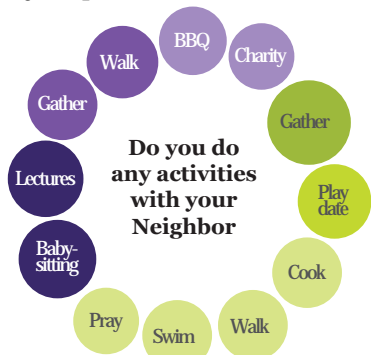 BBQ
Charity
Gather
Play
date
Cook
Walk
Swim
Pray
Baby-
sitting
Lectures
Gather
Walk
Do you do
any activities
with your
Neighbor